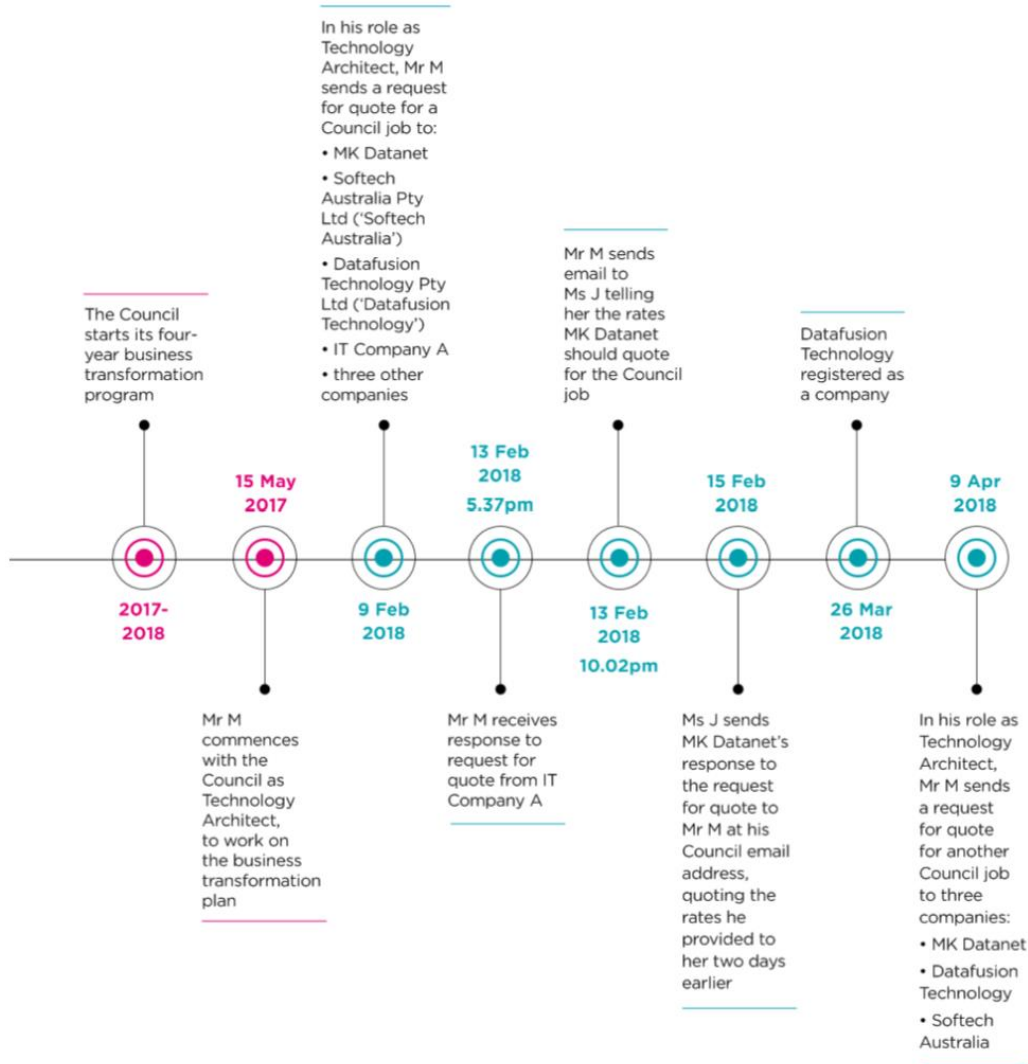 In his role as
Technology
Architect, Mr M
sends a request
for quote for a
Council job to:
• MK Datanet
• Softech
Australia Pty
Ltd (‘Softech
Australia’)
• Datafusion
Technology Pty
Ltd (‘Datafusion
Technology’)
• IT Company A
• three other
companies
Mr M sends
email to
Ms J telling
her the rates
MK Datanet
should quote
for the Council
job
The Council
starts its four-
year business
transformation
program
Datafusion
Technology
registered as
a company
15 May
2017
13 Feb
2018
5.37pm
15 Feb
2018
9 Apr
2018
2017-
2018
9 Feb
2018
13 Feb
2018
10.02pm
26 Mar
2018
Mr M
commences
with the
Council as
Technology
Architect,
to work on
the business
transformation
plan
Mr M receives
response to
request for
quote from IT
Company A
Ms J sends
MK Datanet’s
response to
the request
for quote to
Mr M at his
Council email
address,
quoting the
rates he
provided to
her two days
earlier
In his role as
Technology
Architect,
Mr M sends
a request
for quote
for another
Council job
to three
companies:
• MK Datanet
• Datafusion
Technology
• Softech
Australia